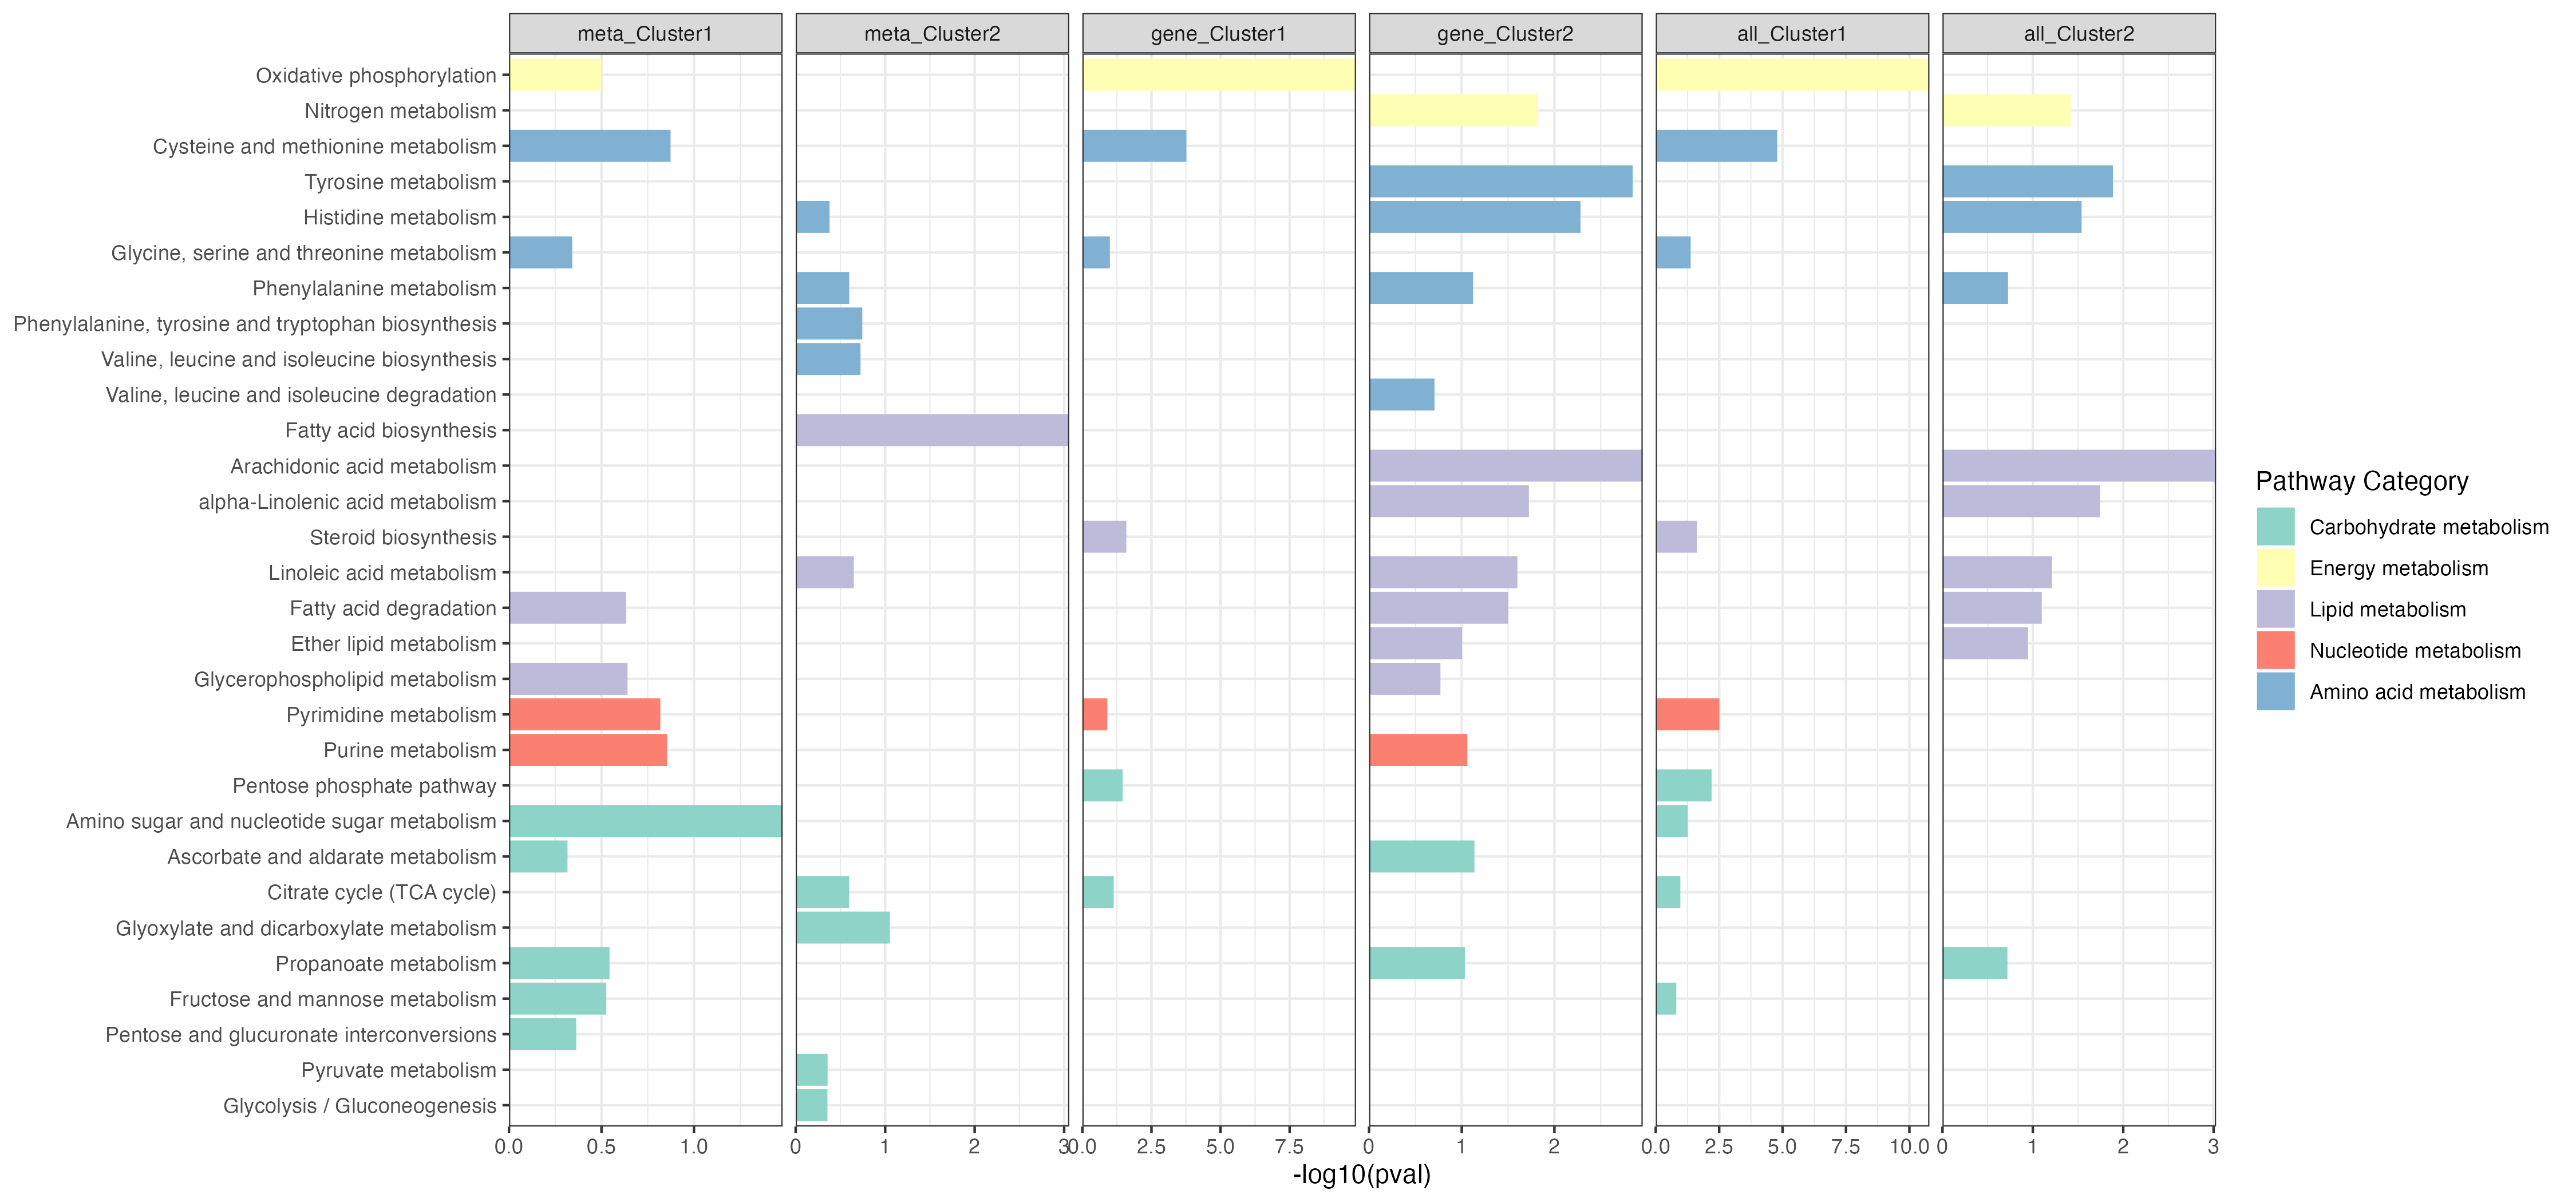 meta_Cluster1 meta_Cluster2 gene_Cluster1 gene_Cluster2 all_Cluster1 all_Cluster2
Oxidative phosphorylation
Nitrogen metabolism
Cysteine and methionine metabolism
Tyrosine metabolism
Histidine metabolism
Glycine, serine and threonine metabolism
Phenylalanine metabolism
Phenylalanine, tyrosine and tryptophan biosynthesis
Valine, leucine and isoleucine biosynthesis
Valine, leucine and isoleucine degradation
Fatty acid biosynthesis
Arachidonic acid metabolism
alpha-Linolenic acid metabolism
Steroid biosynthesis
Linoleic acid metabolism
Fatty acid degradation
Ether lipid metabolism
Glycerophospholipid metabolism
Pyrimidine metabolism
Purine metabolism
Pentose phosphate pathway
Amino sugar and nucleotide sugar metabolism
Ascorbate and aldarate metabolism
Citrate cycle (TCA cycle)
Glyoxylate and dicarboxylate metabolism
Propanoate metabolism
Fructose and mannose metabolism
Pentose and glucuronate interconversions
Pyruvate metabolism
Glycolysis / Gluconeogenesis
0.0 0.5 1.0 0 1 2 3 0.0 2.5 5.0 7.5 0 1 2 0.0 2.5 5.0 7.5 10.0 0 1 2 3
-log10(pval)
Pathway Category
Carbohydrate metabolism
Energy metabolism
Lipid metabolism
Nucleotide metabolism
Amino acid metabolism